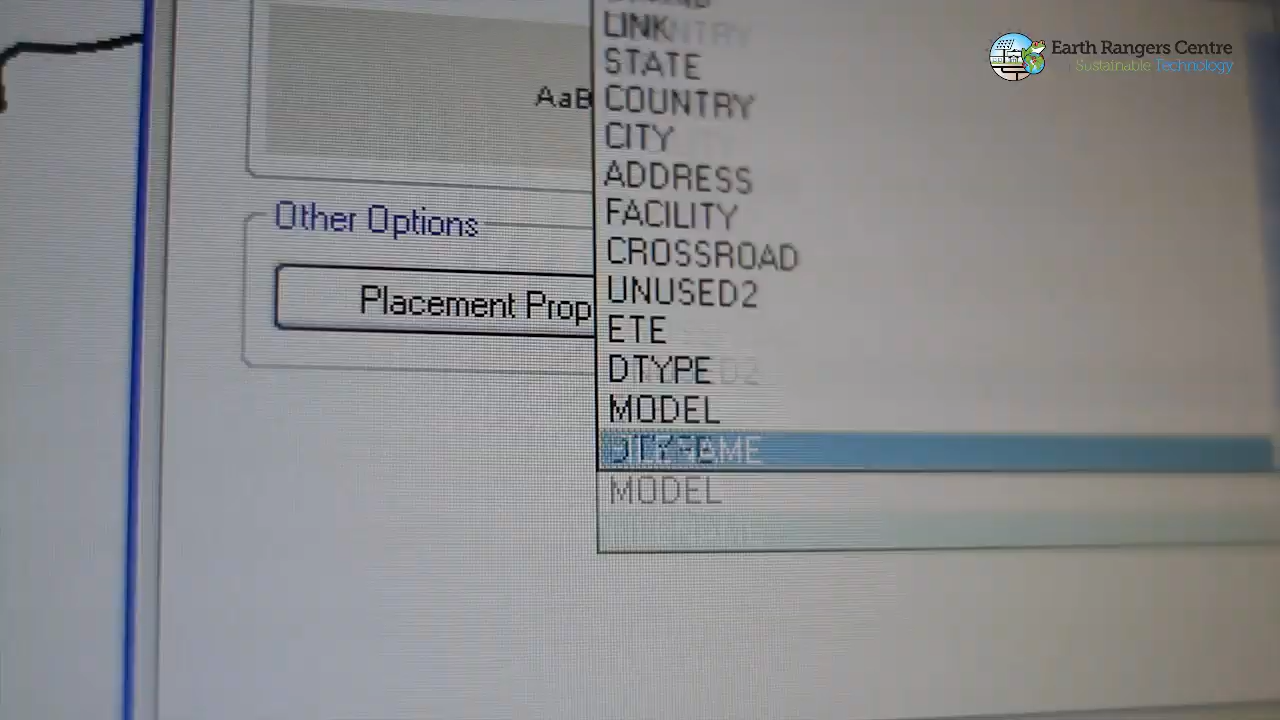 LINK
STATE
COUNTRY
CITY
ADDRESS
FACILITY
CROSSROAD
UNUSED2
ETE
DTYPE
MODEL
MODEL
AaB
Other Options
Placement Prop
Earth Rangers Centre
Sustainable Technology